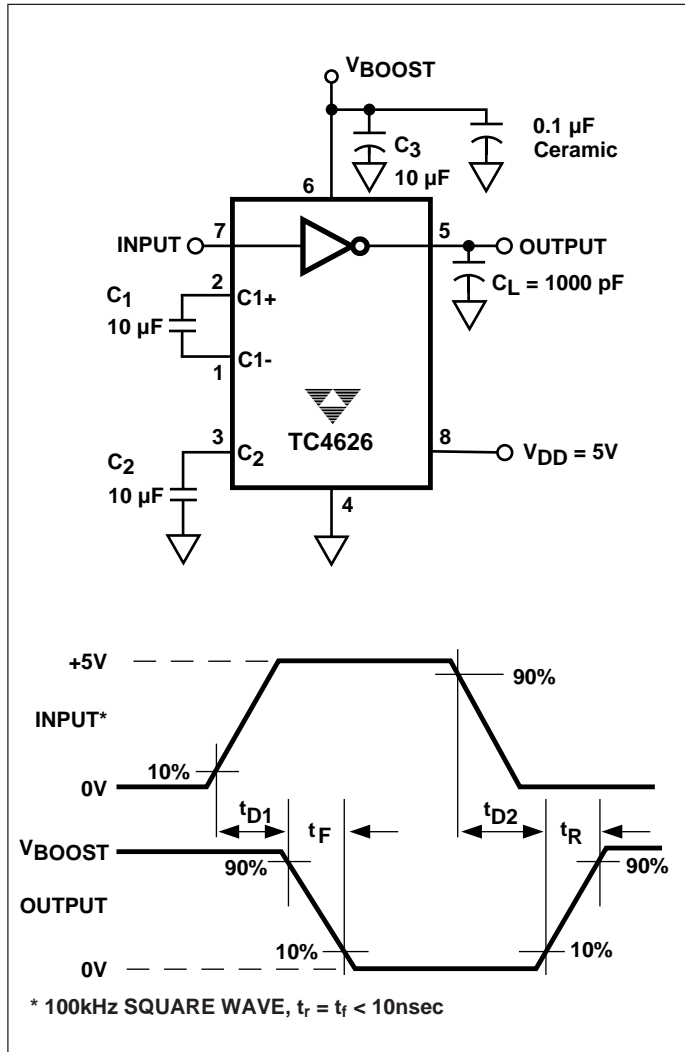 VBOOST
0.1 µF
Ceramic
C3
10 µF
6
INPUT
7
5
OUTPUT
CL = 1000 pF
C1
10 µF
2
C1+
1
C1-
TC4626
3
C2
8
VDD = 5V
C2
10 µF
4
+5V
INPUT*
90%
10%
0V
tD1
tF
tD2
tR
VBOOST
90%
90%
OUTPUT
10%
10%
0V
* 100kHz SQUARE WAVE, tr = tf < 10nsec